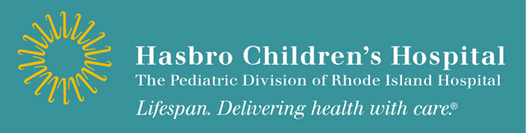 Hasbro Children's Hospital
The Pediatric Division of Rhode Island Hospital
Lifespan. Delivering health with care.®